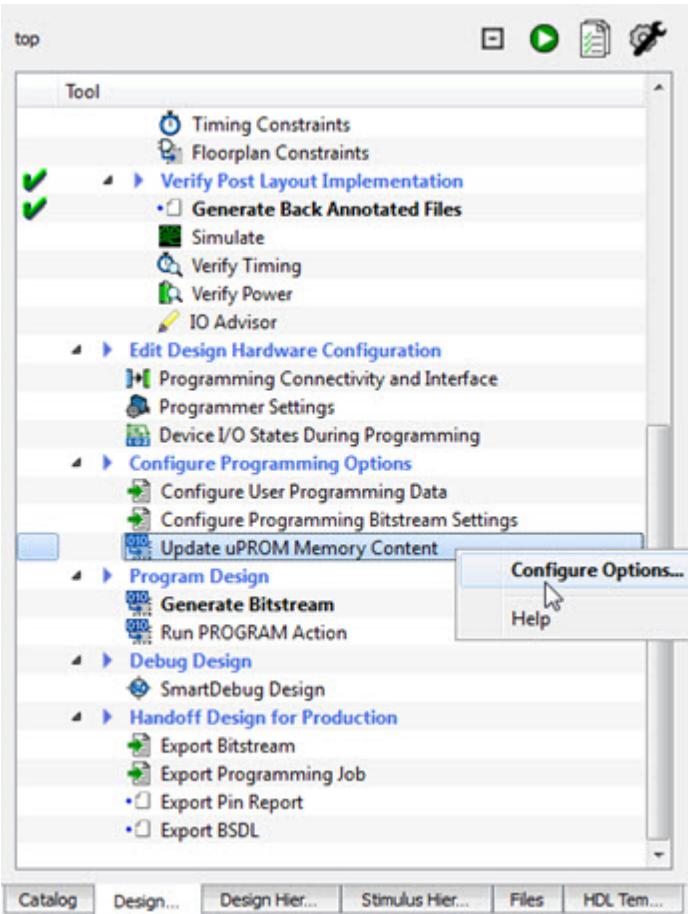 top
Tool
Timing Constraints
Floorplan Constraints
Verify Post Layout Implementation
Generate Back Annotated Files
Simulate
Verify Timing
Verify Power
IO Advisor
Edit Design Hardware Configuration
Programming Connectivity and Interface
Programmer Settings
Device I/O States During Programming
Configure Programming Options
Configure User Programming Data
Configure Programming Bitstream Settings
Update uPROM Memory Content
Configure Options...
Program Design
Generate Bitstream
Help
Run PROGRAM Action
Debug Design
SmartDebug Design
Handoff Design for Production
Export Bitstream
Export Programming Job
Export Pin Report
Export BSDL
Catalog Design... Design Hier... Stimulus Hier... Files HDL Tem...